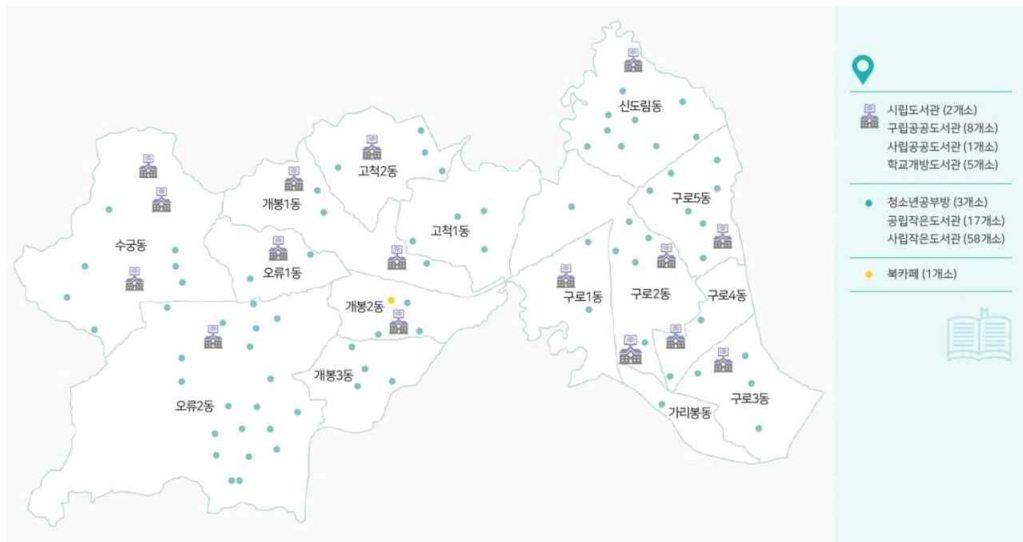 신도림동
고척2동
구로5동
개봉1동
고척1동
수궁동
오류1동
구로1동
구로2동
구로4동
개봉2동
개봉3동
오류2동
가리봉동
구로3동
시립도서관 (2개소)
구립공공도서관 (8개소)
사립공공도서관 (1개소)
학교개방도서관 (5개소)
청소년공부방 (3개소)
공립작은도서관 (17개소)
사립작은도서관 (58개소)
북카페 (1개소)